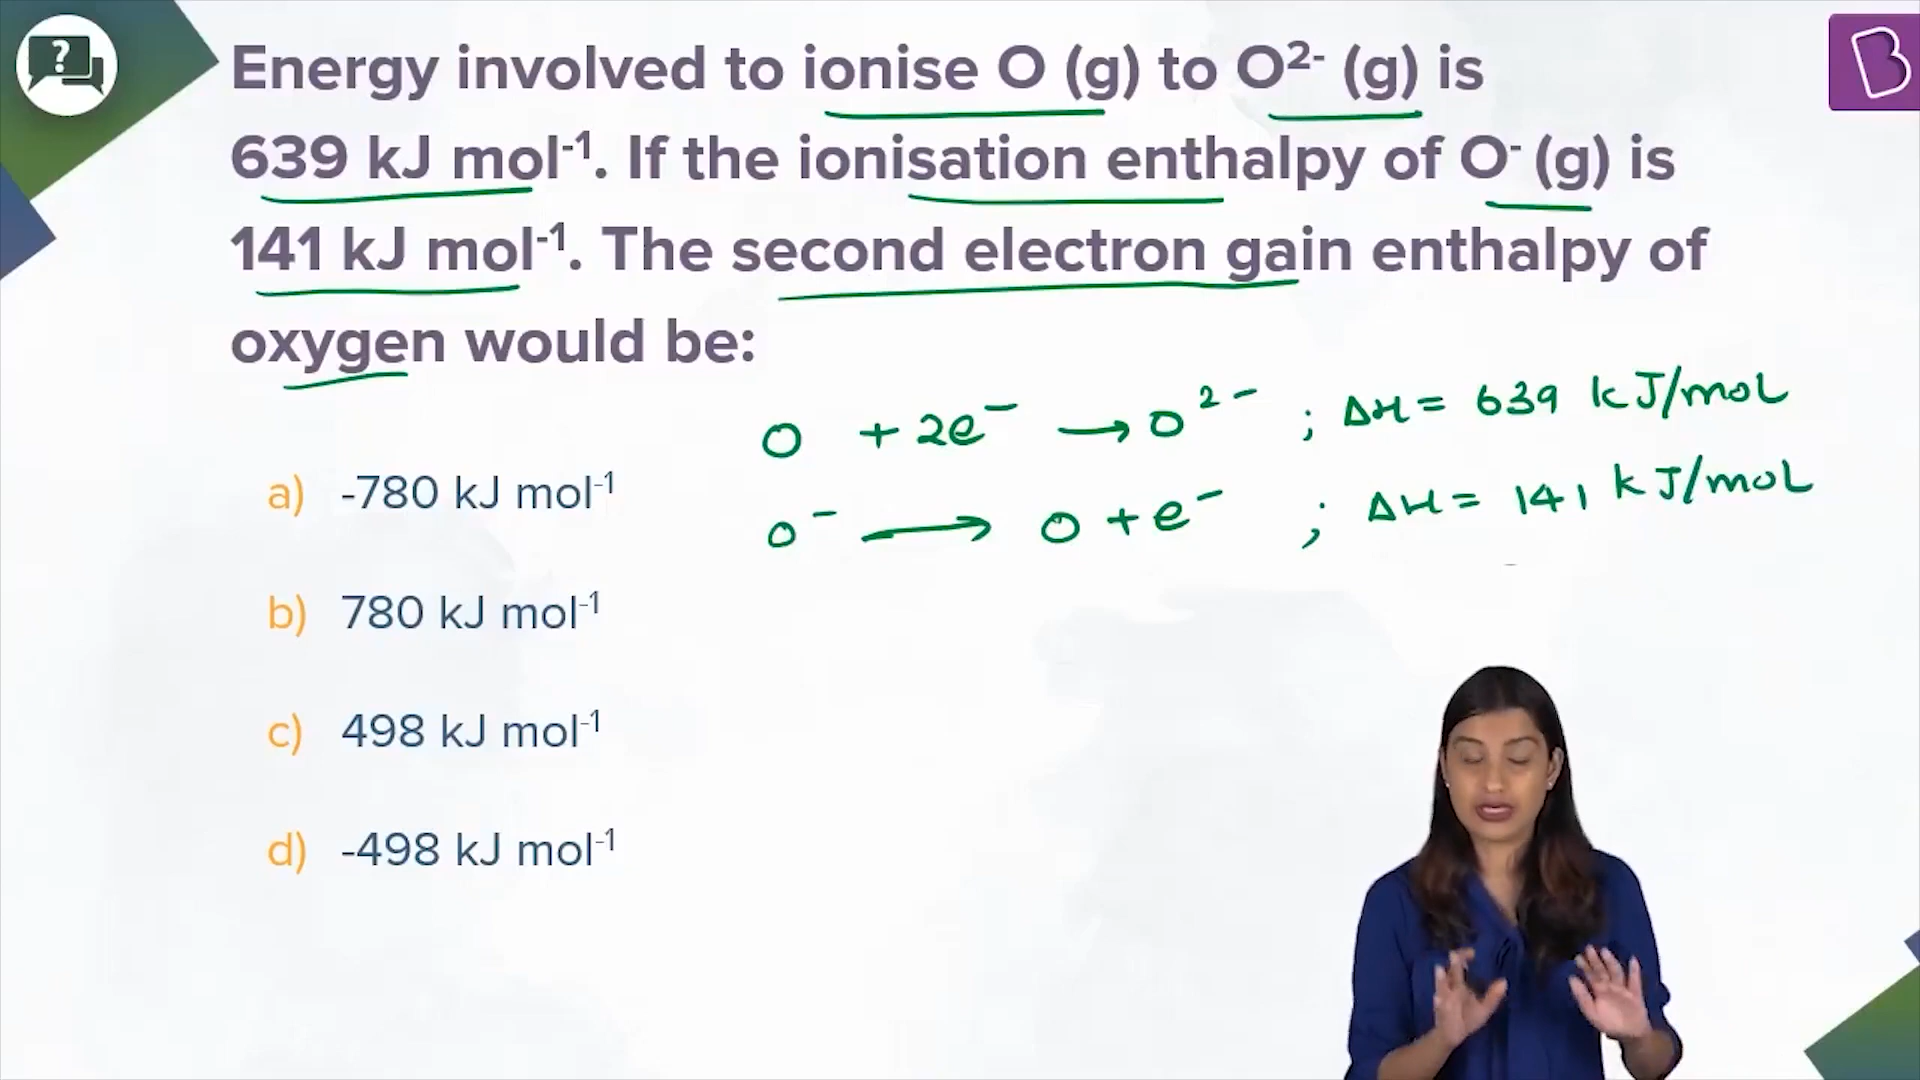 Energy involved to ionise O (g) to O²⁻ (g) is
639 kJ mol⁻¹. If the ionisation enthalpy of O⁻ (g) is
141 kJ mol⁻¹. The second electron gain enthalpy of
oxygen would be:
O + 2e⁻ → O²⁻ ; ΔH = 639 kJ/mol
a) -780 kJ mol⁻¹
O⁻ → O + e⁻ ; ΔH = 141 kJ/mol
b) 780 kJ mol⁻¹
c) 498 kJ mol⁻¹
d) -498 kJ mol⁻¹
?
B